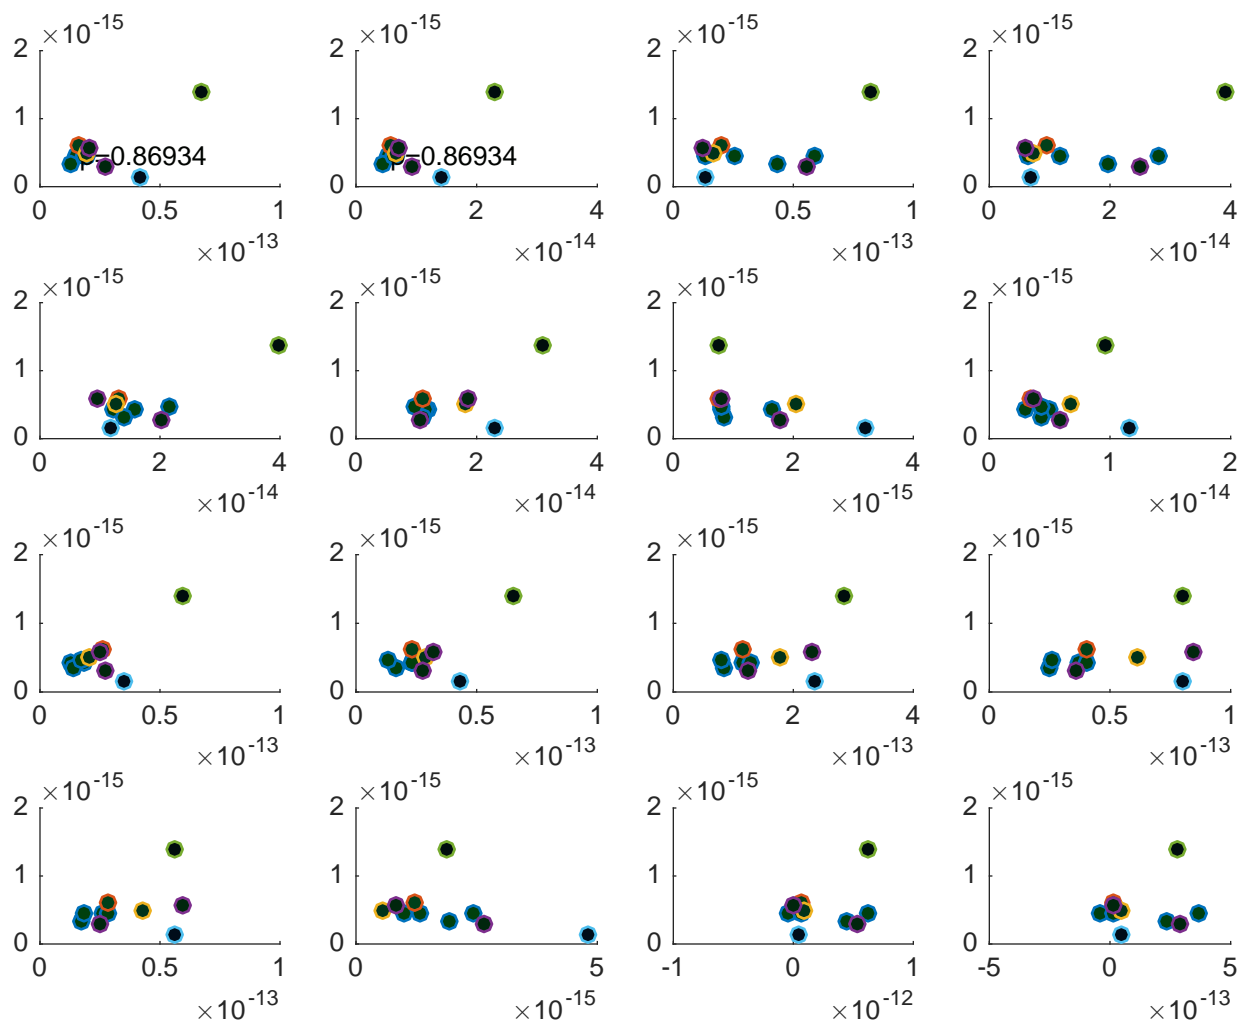 ×10-15 ×10-15 ×10-15 ×10-15
2 2 2 2
1 1 1 1
p=0.86934 p=0.86934
0 0 0 0
0 0.5 1 0 2 4 0 0.5 1 0 2 4
×10-13 ×10-14 ×10-13 ×10-14
×10-15 ×10-15 ×10-15 ×10-15
2 2 2 2
1 1 1 1
0 0 0 0
0 2 4 0 2 4 0 2 4 0 1 2
×10-14 ×10-14 ×10-15 ×10-14
×10-15 ×10-15 ×10-15 ×10-15
2 2 2 2
1 1 1 1
0 0 0 0
0 0.5 1 0 0.5 1 0 2 4 0 0.5 1
×10-13 ×10-13 ×10-13 ×10-13
×10-15 ×10-15 ×10-15 ×10-15
2 2 2 2
1 1 1 1
0 0 0 0
0 0.5 1 0 5 -1 0 1 -5 0 5
×10-13 ×10-15 ×10-12 ×10-13